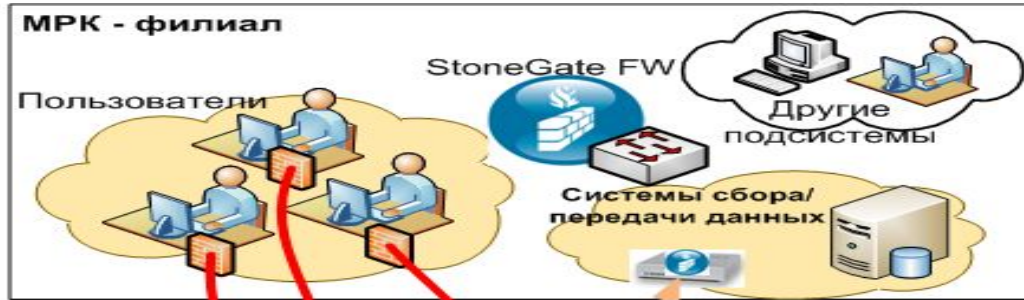 МРК - филиал
StoneGate FW
Пользователи
Другие
подсистемы
Системы сбора/
передачи данных